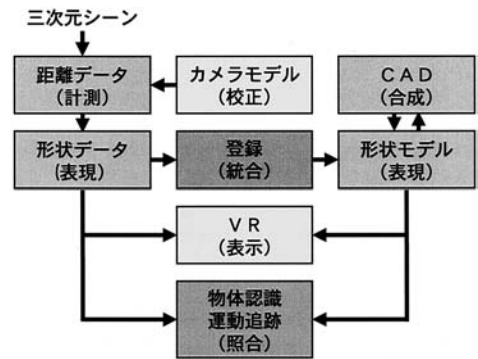 三次元シーン
距離データ
(計測)
カメラモデル
(校正)
CAD
(合成)
形状データ
(表現)
登録
(統合)
形状モデル
(表現)
VR
(表示)
物体認識
運動追跡
(照合)